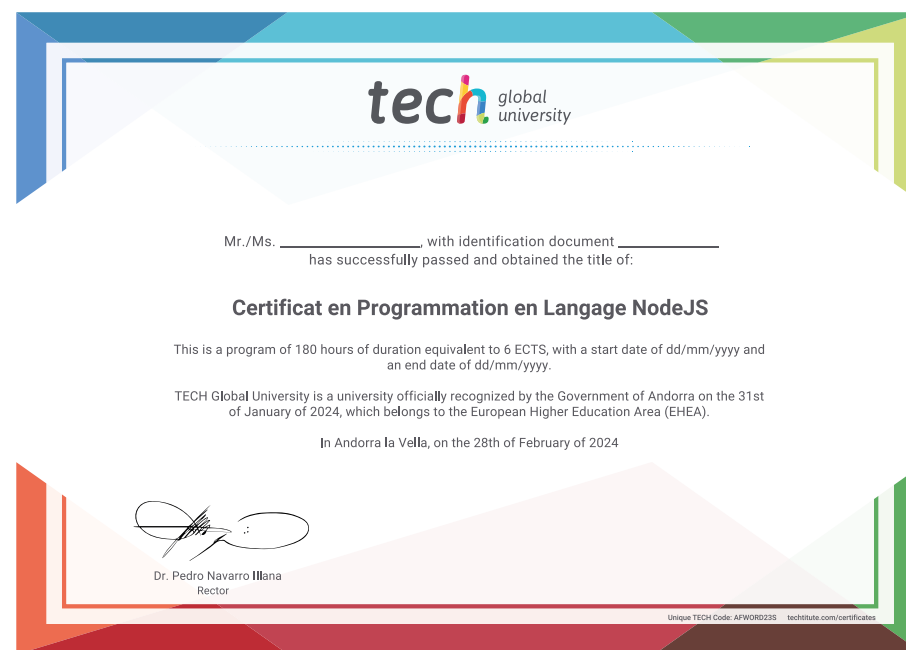 tech global
university
Mr./Ms. ____________, with identification document ____________
has successfully passed and obtained the title of:
Certificat en Programmation en Langage NodeJS
This is a program of 180 hours of duration equivalent to 6 ECTS, with a start date of dd/mm/yyyy and
an end date of dd/mm/yyyy.
TECH Global University is a university officially recognized by the Government of Andorra on the 31st
of January of 2024, which belongs to the European Higher Education Area (EHEA).
In Andorra la Vella, on the 28th of February of 2024
Dr. Pedro Navarro Illana
Rector
Unique TECH Code: AFWORD23S techtitute.com/certificates